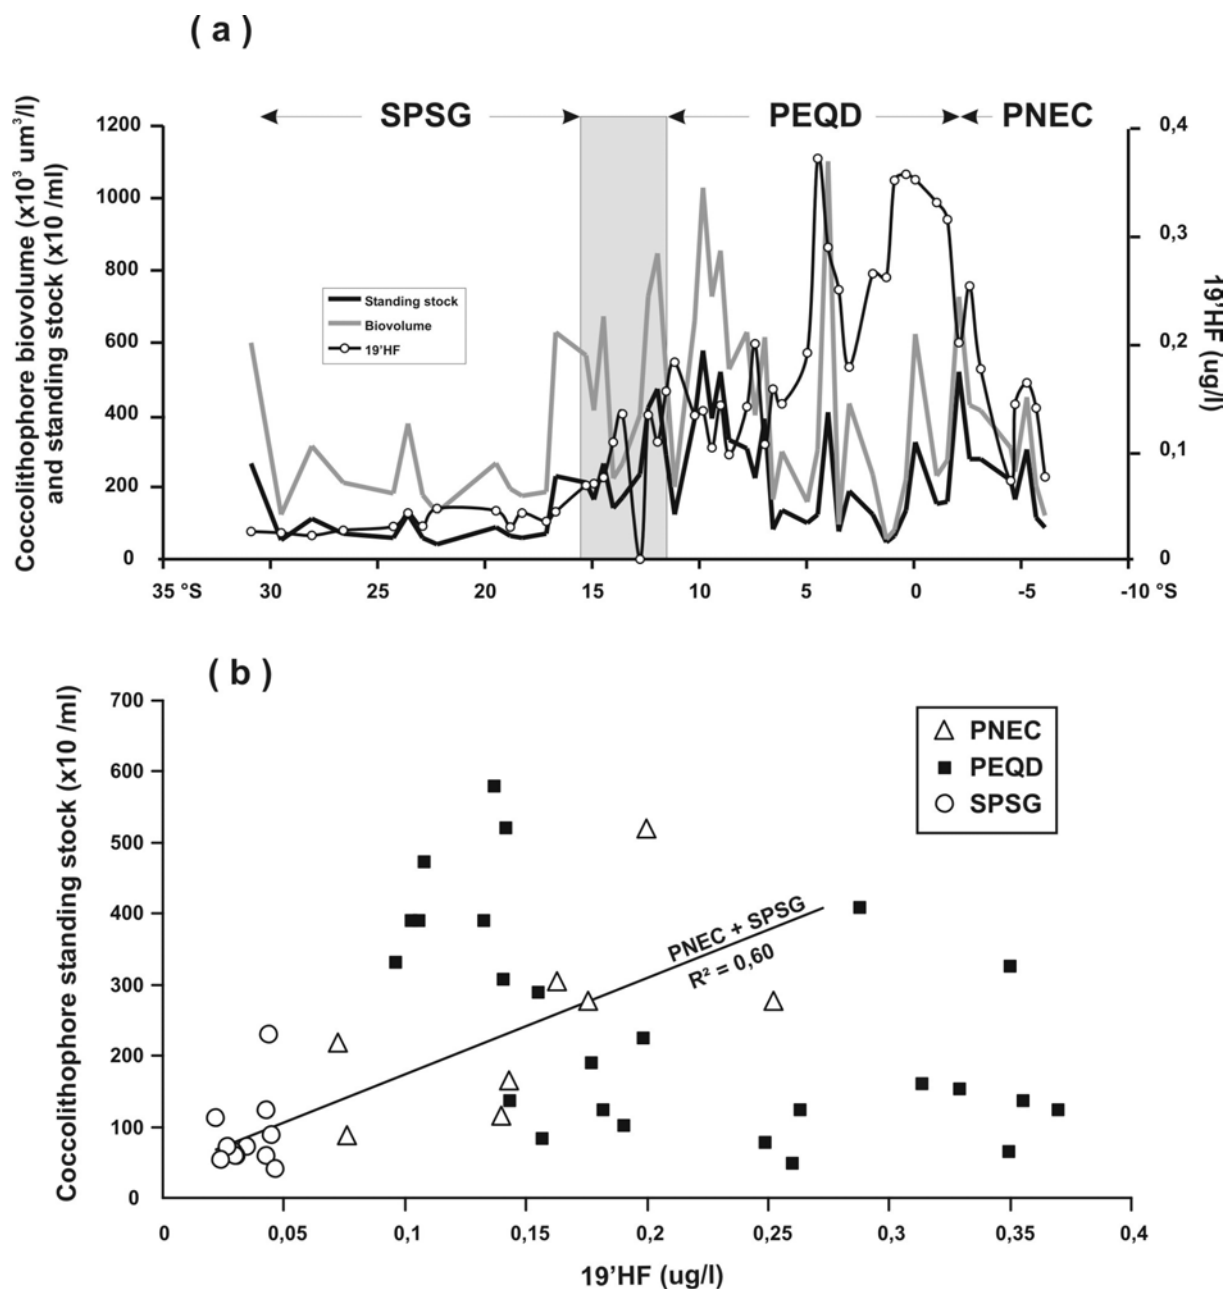 ( a )
SPSG PEQD PNEC
Coccolithophore biovolume (x10³ um³/l)
and standing stock (x10 /ml)
1200
1000
800
600
400
200
0
Standing stock
Biovolume
19'HF
0,4
0,3
0,2
0,1
0
19'HF (ug/l)
35 °S 30 25 20 15 10 5 0 -5 -10 °S
( b )
Coccolithophore standing stock (x10 /ml)
700
600
500
400
300
200
100
0
PNEC
PEQD
SPSG
PNEC + SPSG
R² = 0,60
0 0,05 0,1 0,15 0,2 0,25 0,3 0,35 0,4
19'HF (ug/l)